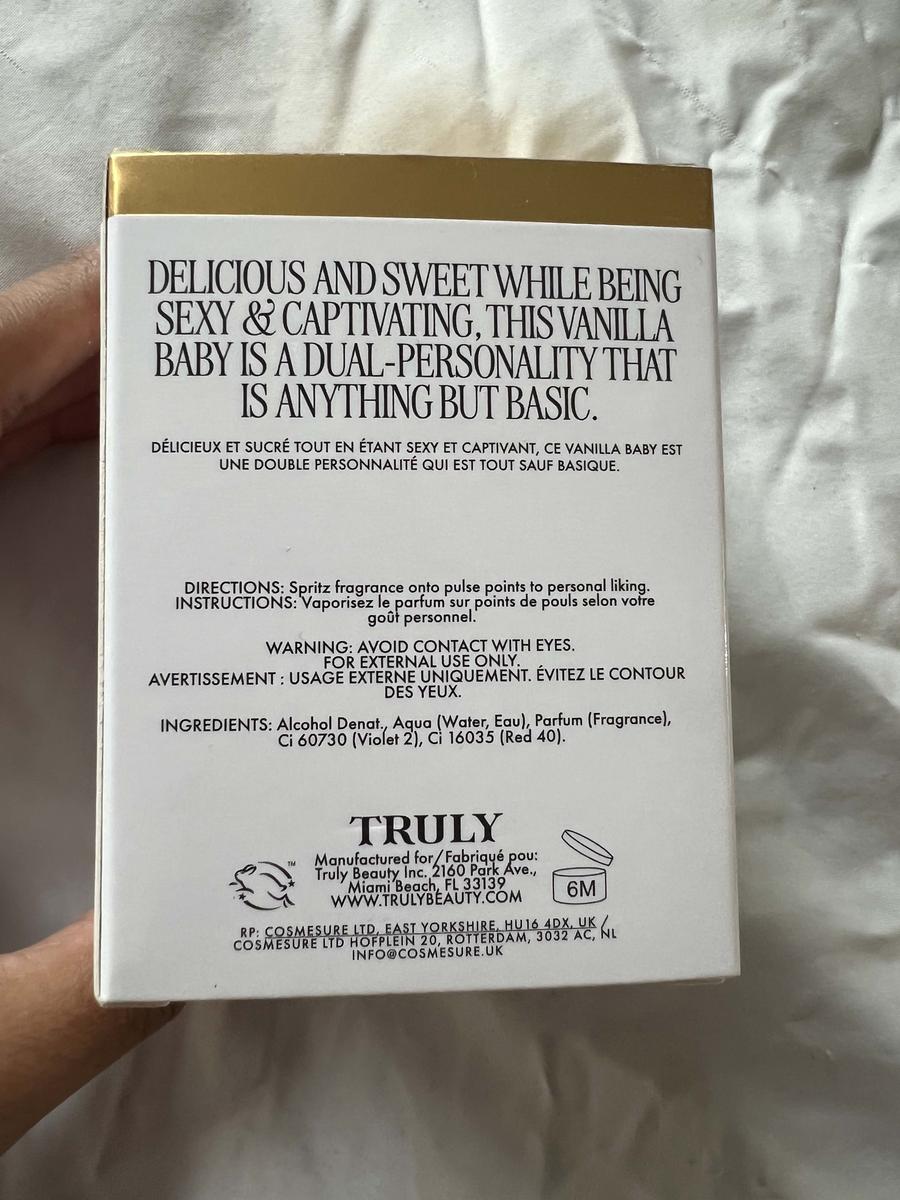 DELICIOUS AND SWEET WHILE BEING
SEXY & CAPTIVATING, THIS VANILLA
BABY IS A DUAL-PERSONALITY THAT
IS ANYTHING BUT BASIC.
DÉLICIEUX ET SUCRÉ TOUT EN ÉTANT SEXY ET CAPTIVANT, CE VANILLA BABY EST
UNE DOUBLE PERSONNALITÉ QUI EST TOUT SAUF BASIQUE.
DIRECTIONS: Spritz fragrance onto pulse points to personal liking.
INSTRUCTIONS: Vaporisez le parfum sur points de pouls selon votre
goût personnel.
WARNING: AVOID CONTACT WITH EYES.
FOR EXTERNAL USE ONLY.
AVERTISSEMENT : USAGE EXTERNE UNIQUEMENT. ÉVITEZ LE CONTOUR
DES YEUX.
INGREDIENTS: Alcohol Denat., Aqua (Water, Eau), Parfum (Fragrance),
Ci 60730 (Violet 2), Ci 16035 (Red 40).
TRULY
Manufactured for/Fabriqué pou:
Truly Beauty Inc. 2160 Park Ave.,
Miami Beach, FL 33139
WWW.TRULYBEAUTY.COM
TM
6M
RP: COSMESURE LTD, EAST YORKSHIRE, HU16 4DX, UK /
COSMESURE LTD HOFPLEIN 20, ROTTERDAM, 3032 AC, NL
INFO@COSMESURE.UK